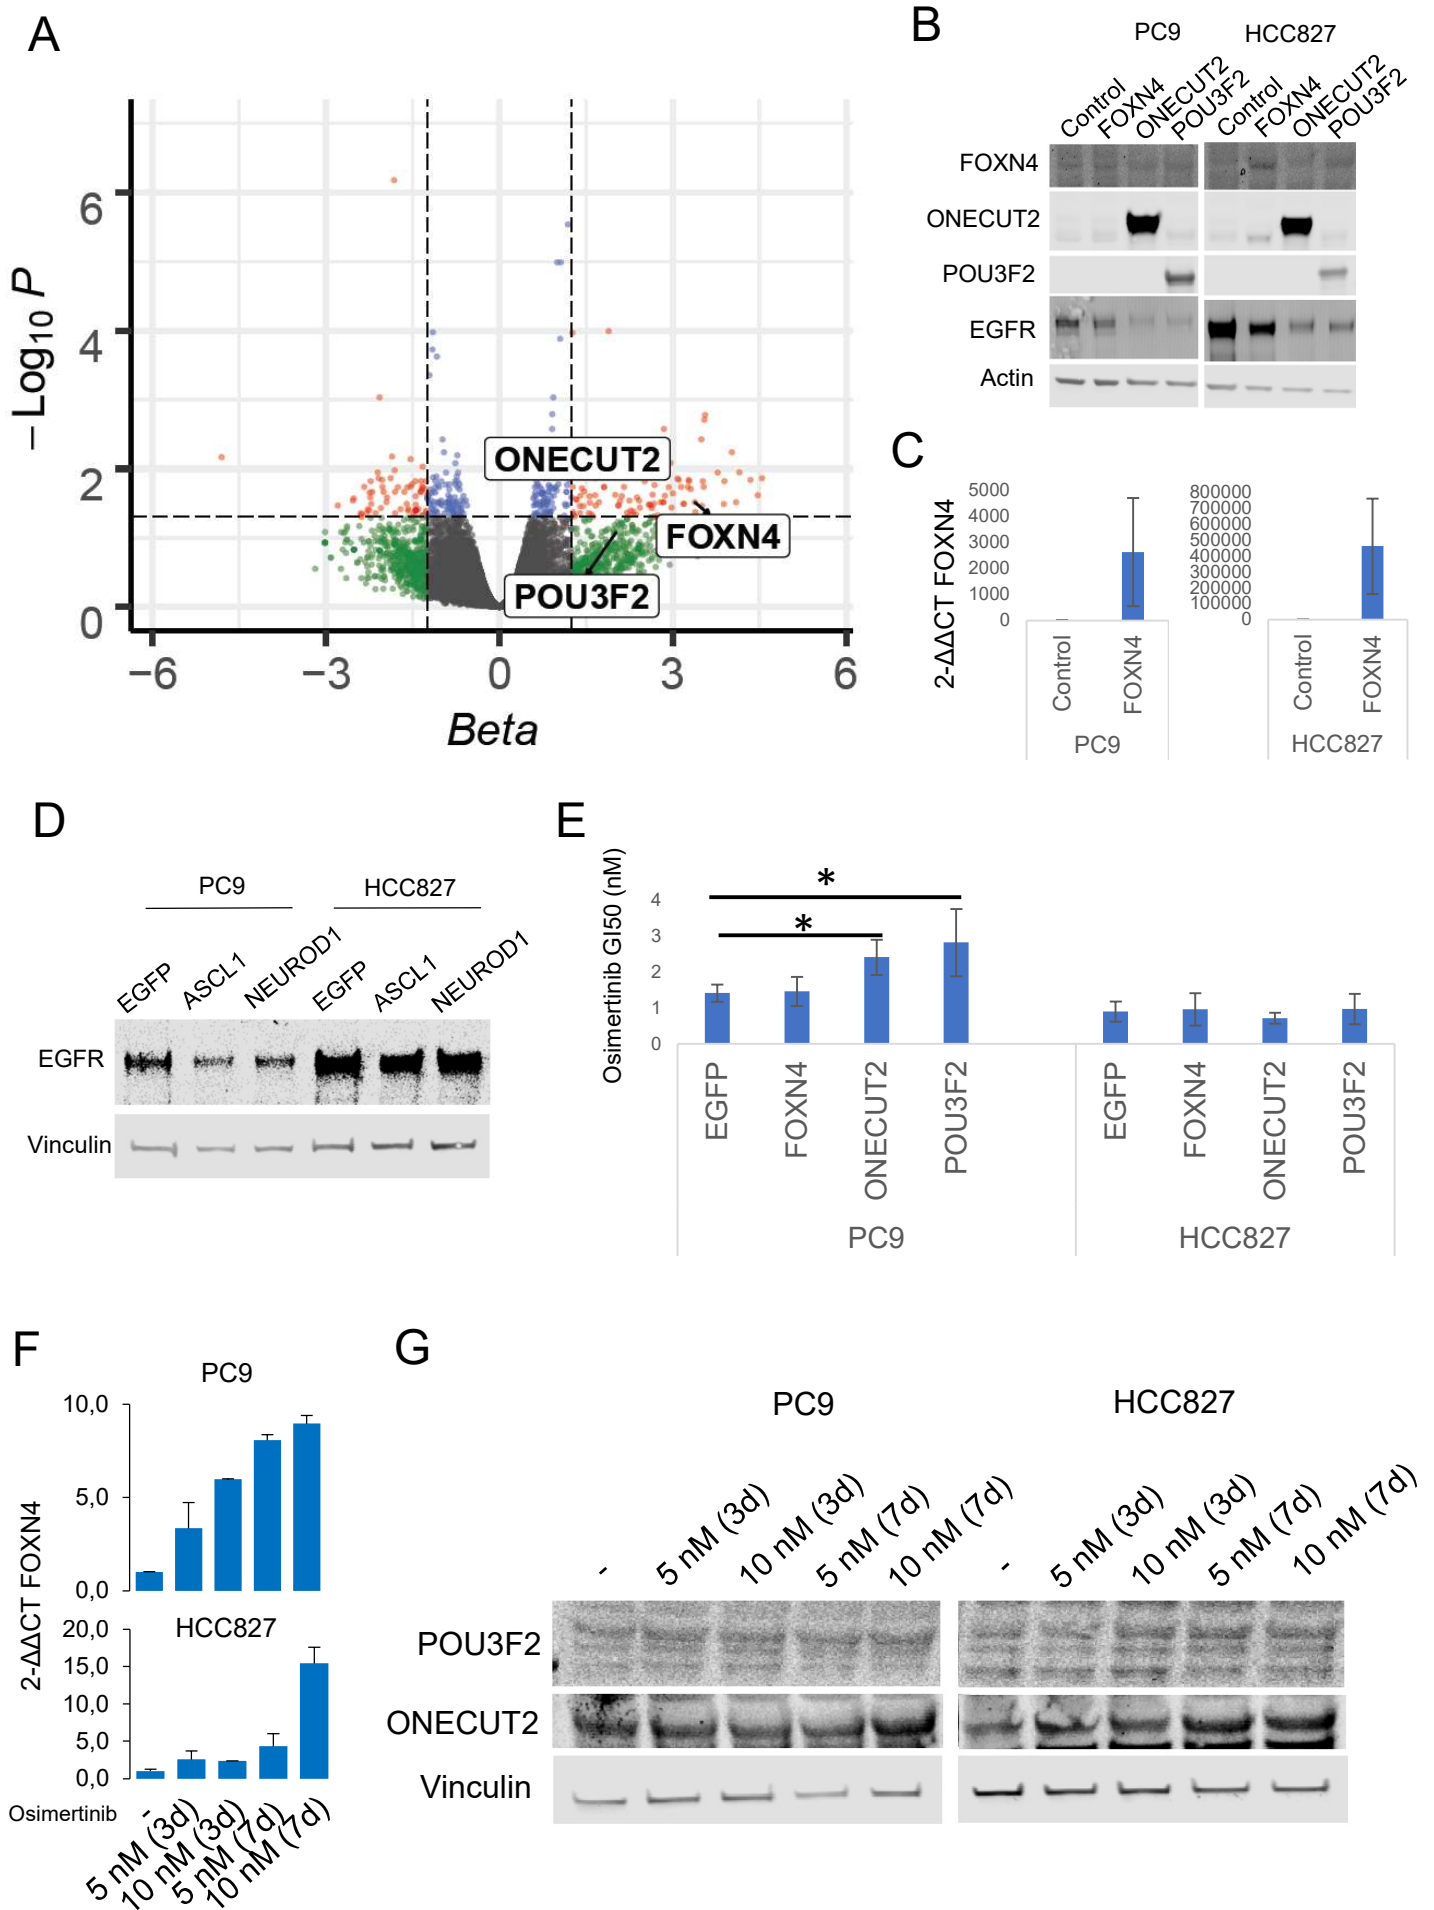 A
−Log10 P
6
4
2
0
ONECUT2
FOXN4
POU3F2
−6
−3
0
3
6
Beta
B
PC9
HCC827
Control
FOXN4
ONECUT2
POU3F2
Control
FOXN4
ONECUT2
POU3F2
FOXN4
ONECUT2
POU3F2
EGFR
Actin
C
2-ΔΔCT FOXN4
5000
4000
3000
2000
1000
0
Control
FOXN4
PC9
800000
700000
600000
500000
400000
300000
200000
100000
0
Control
FOXN4
HCC827
D
PC9
HCC827
EGFP
ASCL1
NEUROD1
EGFP
ASCL1
NEUROD1
EGFR
Vinculin
E
Osimertinib GI50 (nM)
4
3
2
1
0
*
*
EGFP
FOXN4
ONECUT2
POU3F2
EGFP
FOXN4
ONECUT2
POU3F2
PC9
HCC827
F
PC9
2-ΔΔCT FOXN4
10,0
5,0
0,0
HCC827
20,0
15,0
10,0
5,0
0,0
Osimertinib
-
5 nM (3d)
10 nM (3d)
5 nM (7d)
10 nM (7d)
G
PC9
HCC827
-
5 nM (3d)
10 nM (3d)
5 nM (7d)
10 nM (7d)
-
5 nM (3d)
10 nM (3d)
5 nM (7d)
10 nM (7d)
POU3F2
ONECUT2
Vinculin